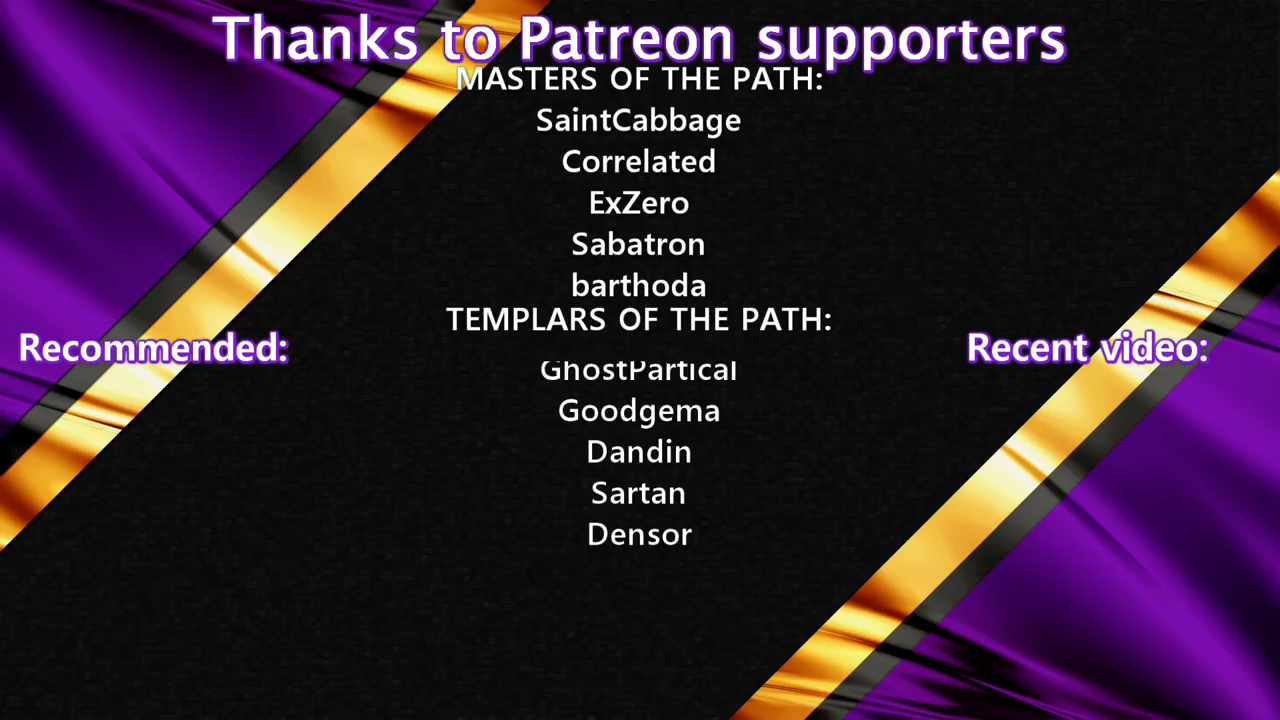 Thanks to Patreon supporters
MASTERS OF THE PATH:
SaintCabbage
Correlated
ExZero
Sabatron
barthoda
TEMPLARS OF THE PATH:
Recommended:
Recent video:
GhostPartical
Goodgema
Dandin
Sartan
Densor